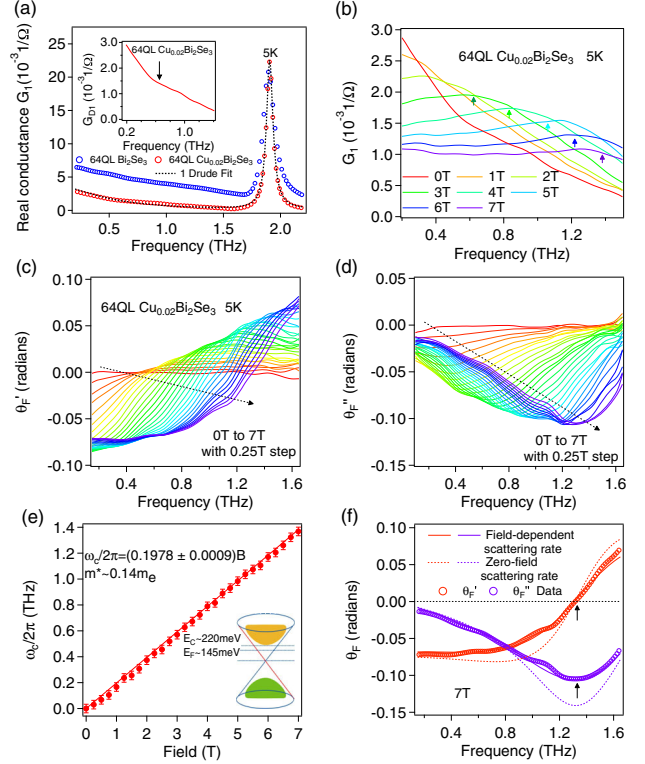 (a)
Real conductance G1(10^-3 1/Ω)
25
20
15
10
5
0
64QL Cu0.02Bi2Se3
3
2
1
0
GD1 (10^-3 1/Ω)
0.2 1.0
Frequency (THz)
5K
64QL Bi2Se3 64QL Cu0.02Bi2Se3
1 Drude Fit
0.5 1.0 1.5 2.0
Frequency (THz)
(b)
G1 (10^-3 1/Ω)
3.0
2.5
2.0
1.5
1.0
0.5
0.0
64QL Cu0.02Bi2Se3 5K
0T 1T 2T
3T 4T 5T
6T 7T
0.4 0.8 1.2
Frequency (THz)
(c)
θF' (radians)
0.10
0.05
0.00
-0.05
-0.10
64QL Cu0.02Bi2Se3 5K
0T to 7T
with 0.25T step
0.4 0.8 1.2 1.6
Frequency (THz)
(d)
θF" (radians)
0.05
0.00
-0.05
-0.10
-0.15
0T to 7T
with 0.25T step
0.4 0.8 1.2 1.6
Frequency (THz)
(e)
ωc/2π (THz)
1.4
1.2
0.8
0.4
0.0
ωc/2π=(0.1978 ± 0.0009)B
m*~0.14me
EC~220meV
EF~145meV
0 1 2 3 4 5 6 7
Field (T)
(f)
θF (radians)
0.10
0.05
0.00
-0.05
-0.10
-0.15
Field-dependent
scattering rate
Zero-field
scattering rate
θF' θF" Data
7T
0.4 0.8 1.2 1.6
Frequency (THz)